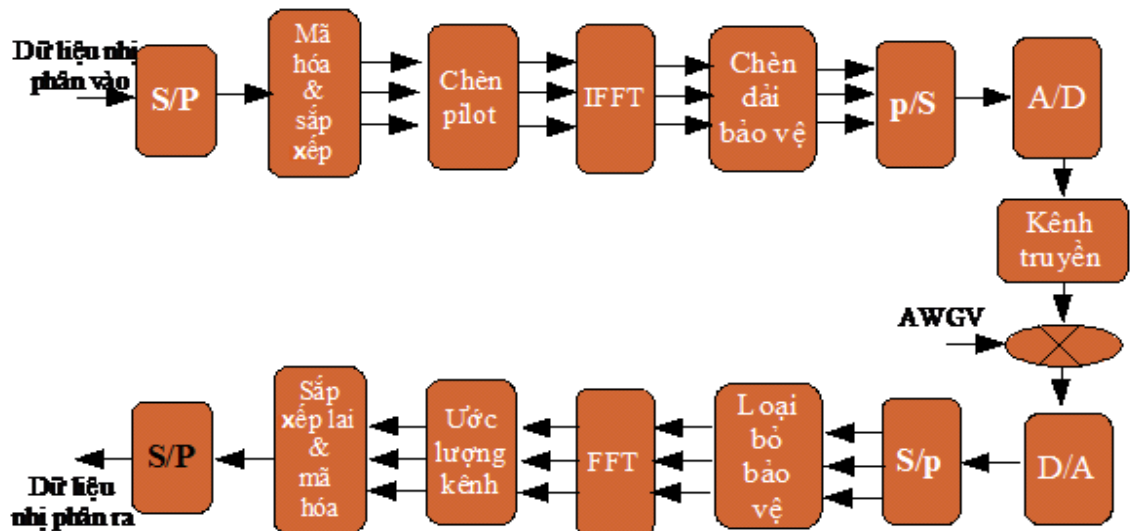 Dữ liệu nhị
phân vào
S/P
Mã
hóa
&
sắp
xếp
Chèn
pilot
IFFT
Chèn
dải
bảo vệ
p/S
A/D
Kênh
truyền
AWGV
D/A
S/p
Loại
bỏ
bảo
vệ
FFT
Ước
lượng
kênh
Sắp
xếp lai
&
mã
hóa
S/P
Dữ liệu
nhị phân ra